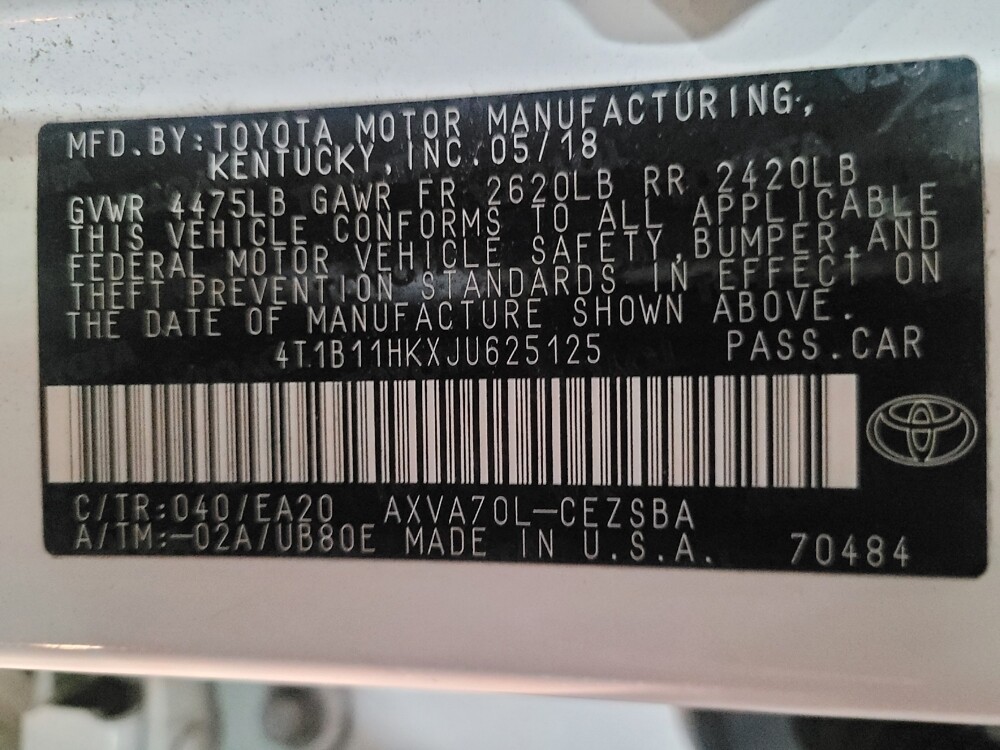 MFD.BY:TOYOTA MOTOR MANUFACTURING,
KENTUCKY,INC.05/18
GVWR 4475LB GAWR FR 2620LB RR 2420LB
THIS VEHICLE CONFORMS TO ALL APPLICABLE
FEDERAL MOTOR VEHICLE SAFETY,BUMPER,AND
THEFT PREVENTION STANDARDS IN EFFECT ON
THE DATE OF MANUFACTURE SHOWN ABOVE.
4T1B11HKXJU625125 PASS.CAR
C/TR:040/EA20 AXVA70L-CEZSBA
A/TM:-02A/UB80E MADE IN U.S.A. 70484